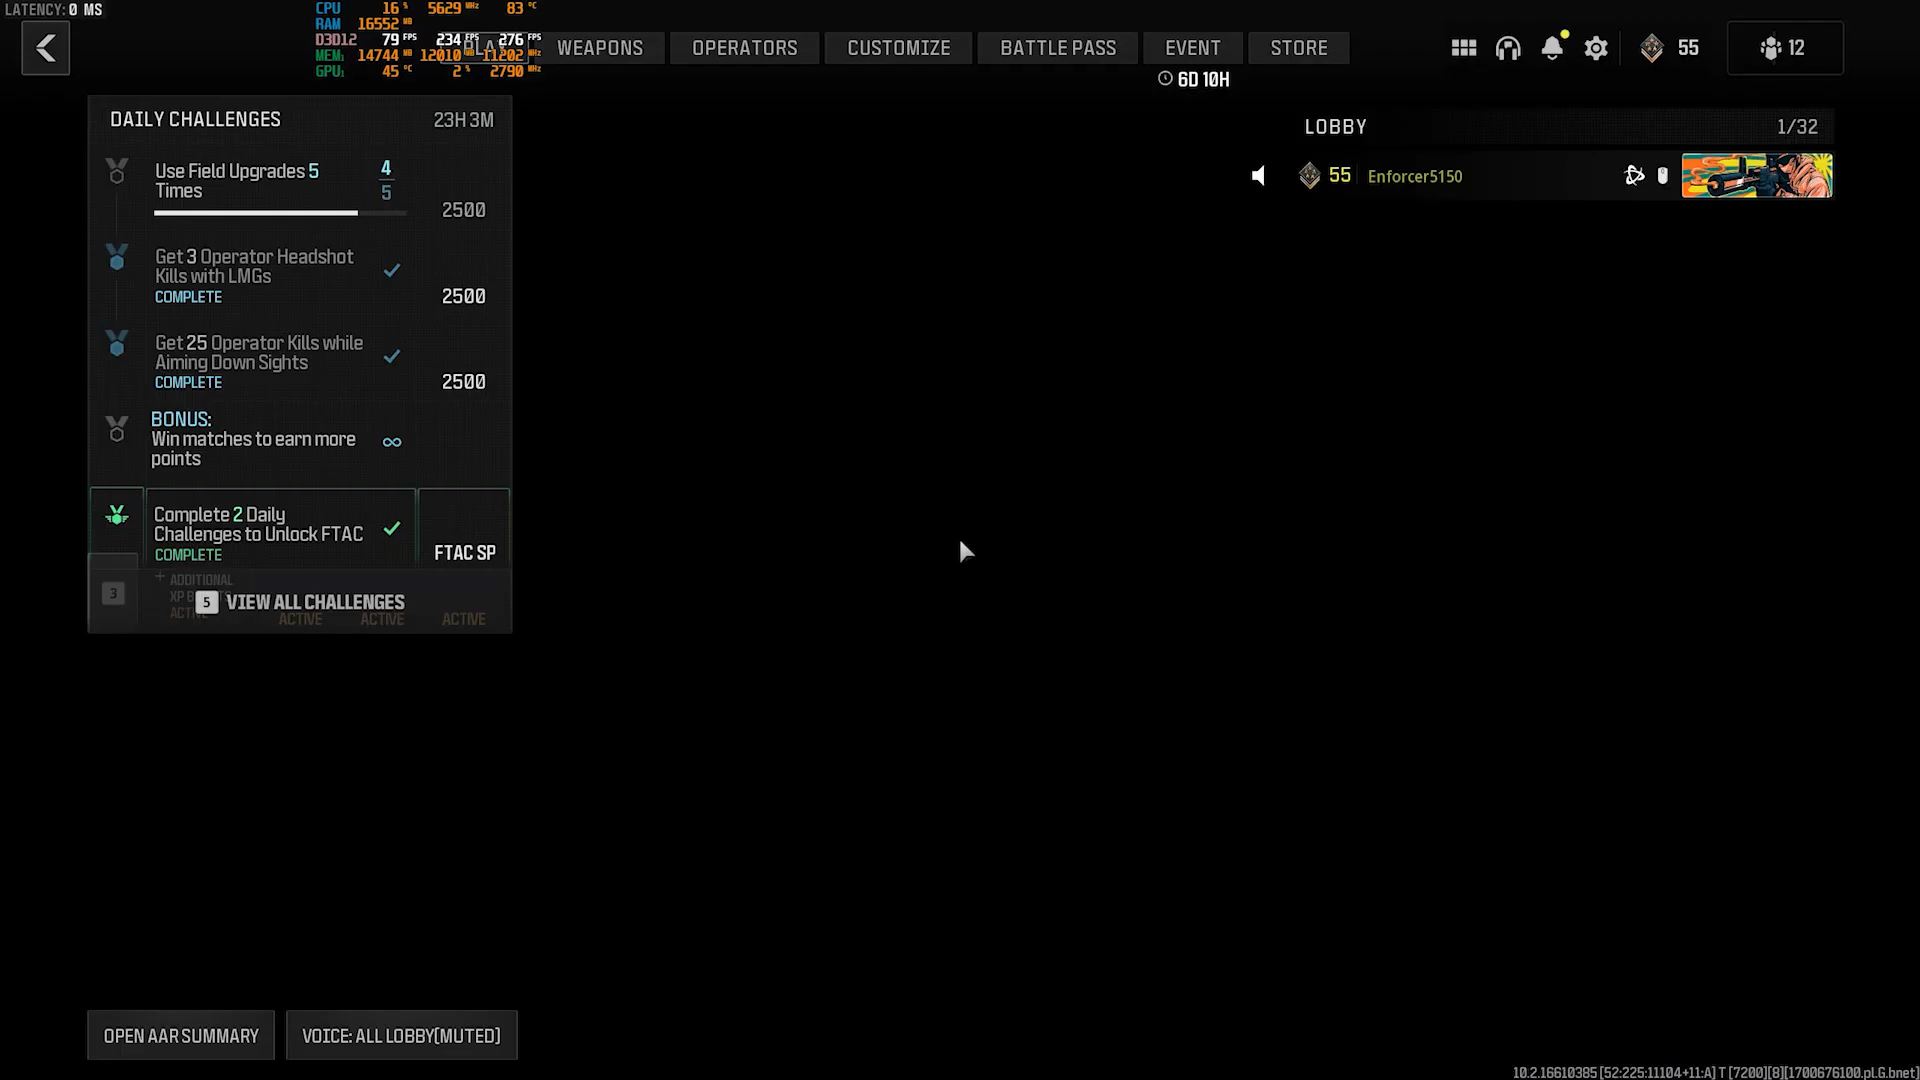 LATENCY: 0 MS
CPU 16 % 5629 MHz 83 °C
RAM 16552 MB
D3D12 79 FPS 234 FPS 276 FPS
MEM1 14744 MB 12010 MB 11202 MHz
GPU1 45 °C 2 % 2790 MHz
PLAY WEAPONS OPERATORS CUSTOMIZE BATTLE PASS EVENT STORE
55
12
6D 10H
DAILY CHALLENGES 23H 3M
Use Field Upgrades 5
Times
4
5
2500
Get 3 Operator Headshot
Kills with LMGs
COMPLETE
2500
Get 25 Operator Kills while
Aiming Down Sights
COMPLETE
2500
BONUS:
Win matches to earn more
points
∞
Complete 2 Daily
Challenges to Unlock FTAC
COMPLETE
FTAC SP
3
+ ADDITIONAL
5 VIEW ALL CHALLENGES
ACTIVE ACTIVE ACTIVE
LOBBY 1/32
55 Enforcer5150
OPEN AAR SUMMARY
VOICE: ALL LOBBY[MUTED]
10.2.16610385 [52:225:11104+11:A] T [7200][8][1700676100.pl.G.bnet]